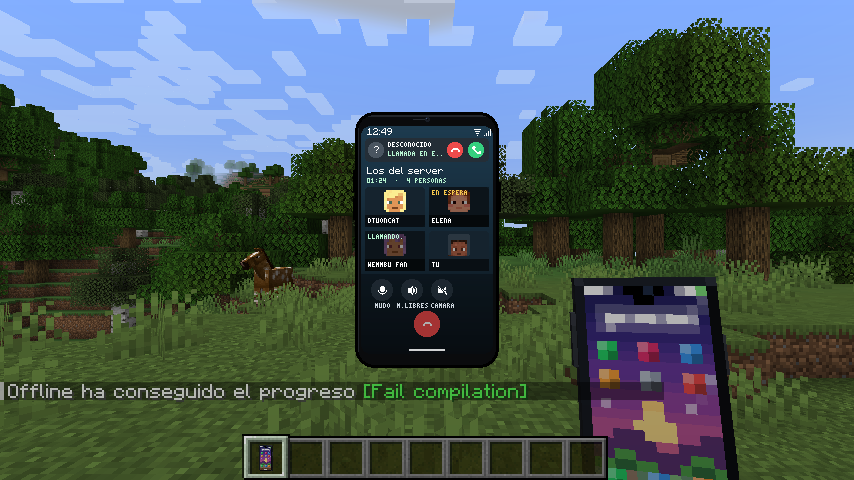 12:49
DESCONOCIDO
LLAMADA EN E..
Los del server
01:24 · 4 PERSONAS
EN ESPERA
DTUONCAT
ELENA
LLAMANDO.
WEMMBU FAN
TU
MUDO
M.LIBRES
CAMARA
Offline ha conseguido el progreso [Fail compilation]